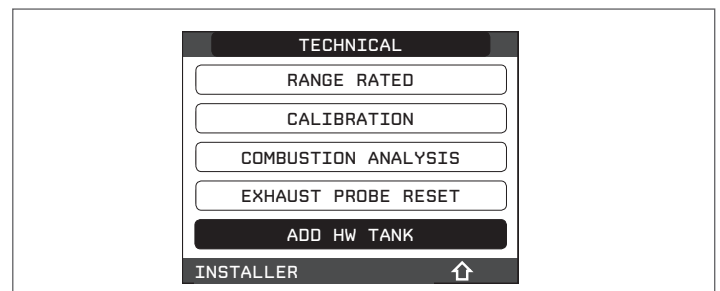 TECHNICAL
RANGE RATED
CALIBRATION
COMBUSTION ANALYSIS
EXHAUST PROBE RESET
ADD HW TANK
INSTALLER